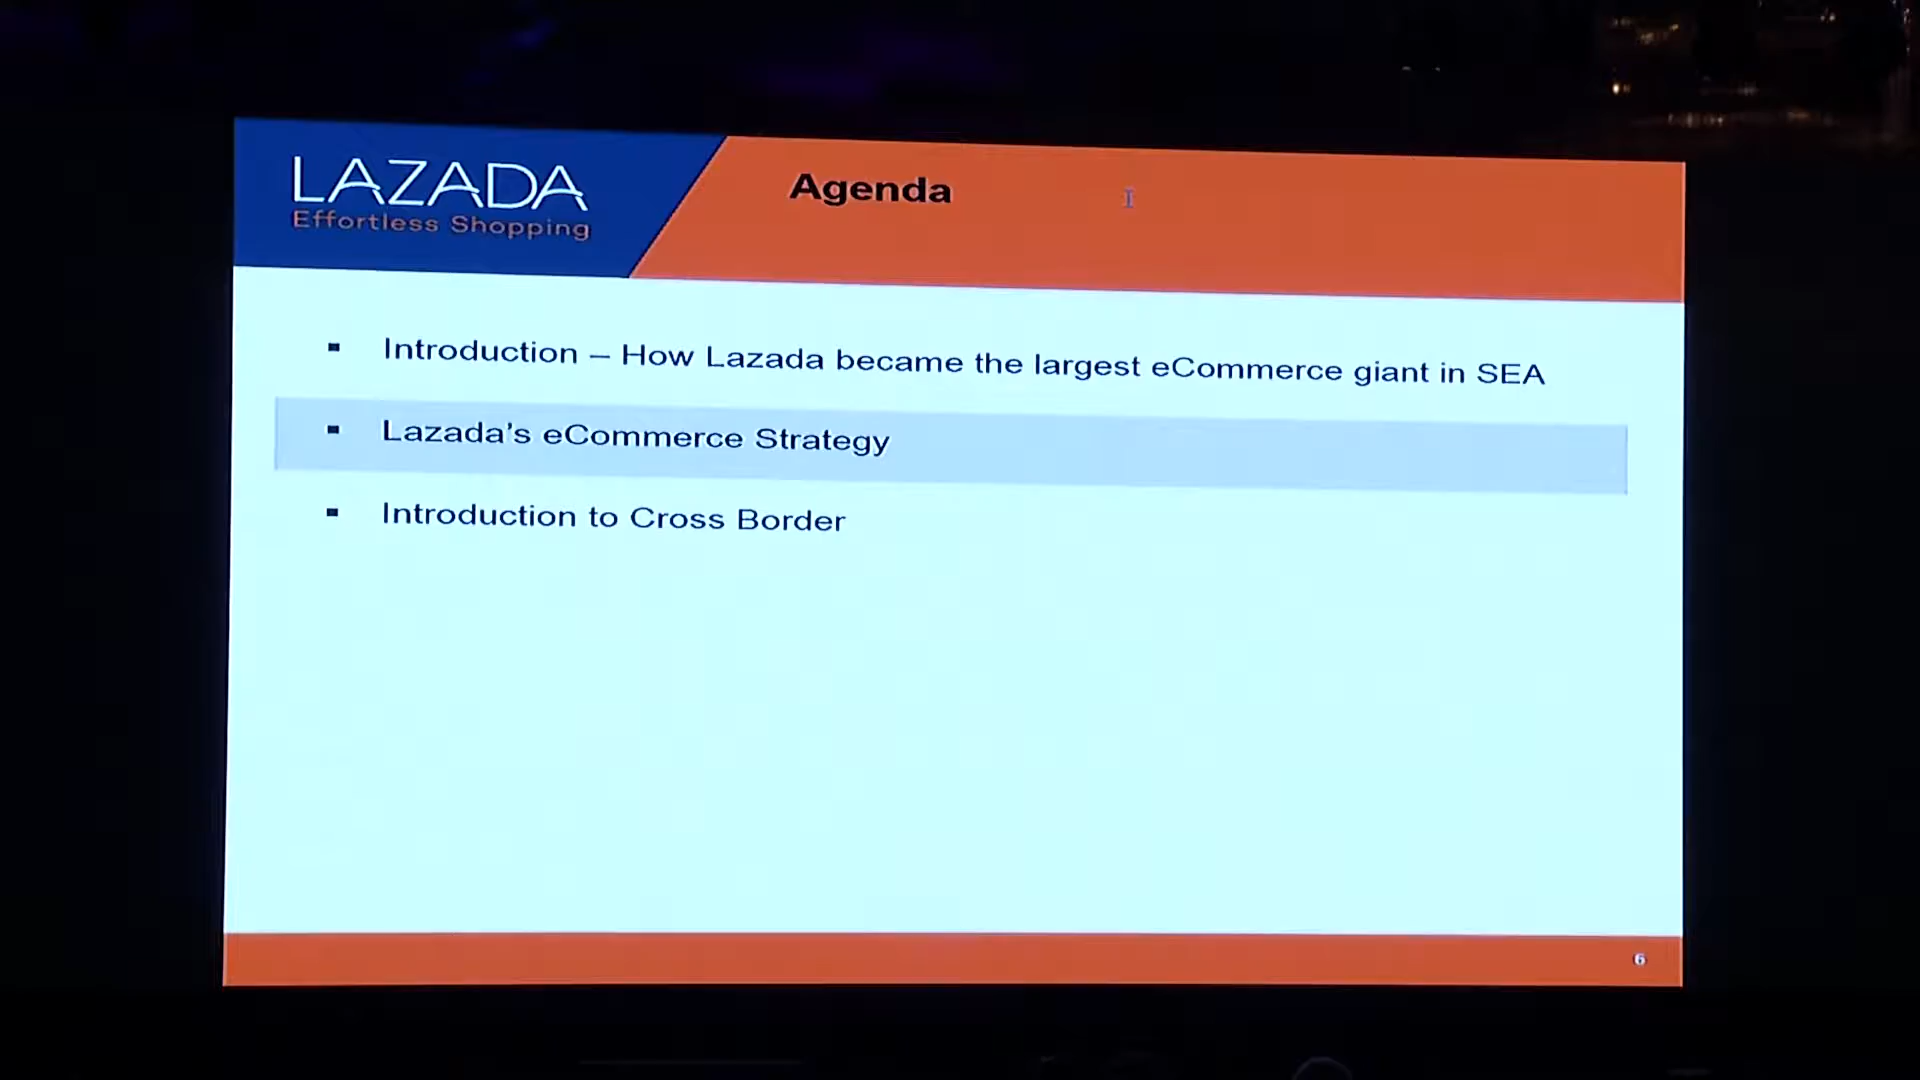 LAZADA
Effortless Shopping
Agenda
▪ Introduction – How Lazada became the largest eCommerce giant in SEA
▪ Lazada's eCommerce Strategy
▪ Introduction to Cross Border
6